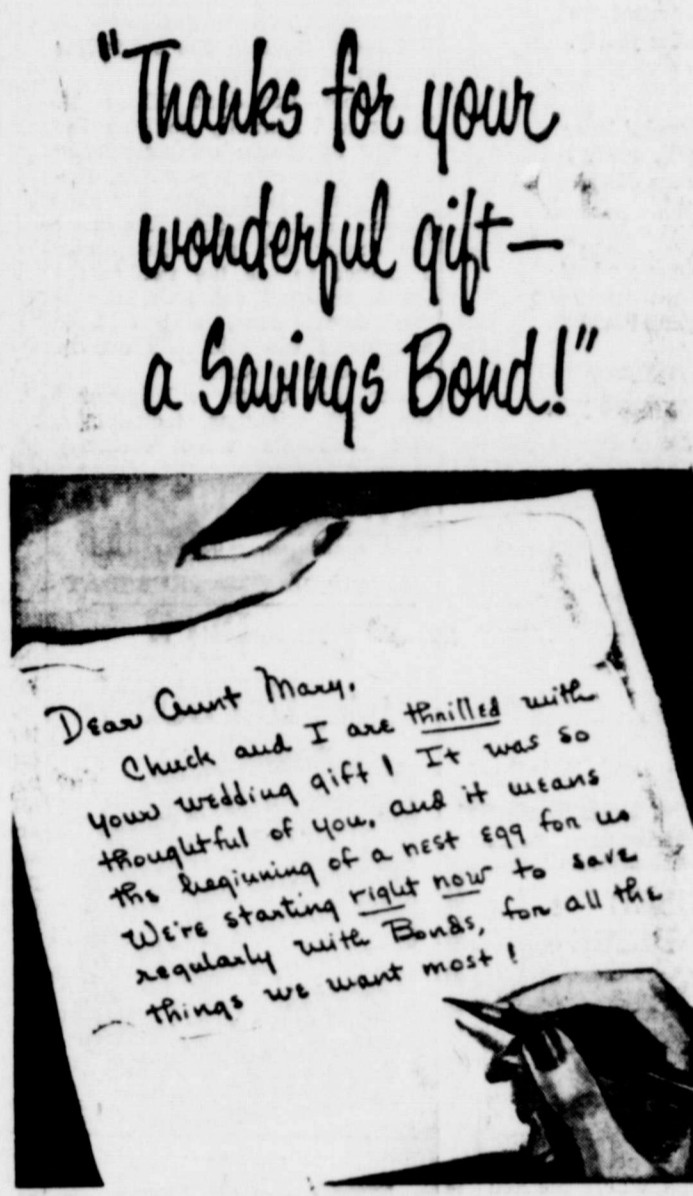 "Thanks for your
wonderful gift—
a Savings Bond!"
Dear Aunt Mary,
Chuck and I are thrilled with
your wedding gift! It was so
thoughtful of you, and it means
the beginning of a nest egg for us
We're starting right now to save
regularly with Bonds, for all the
things we want most!